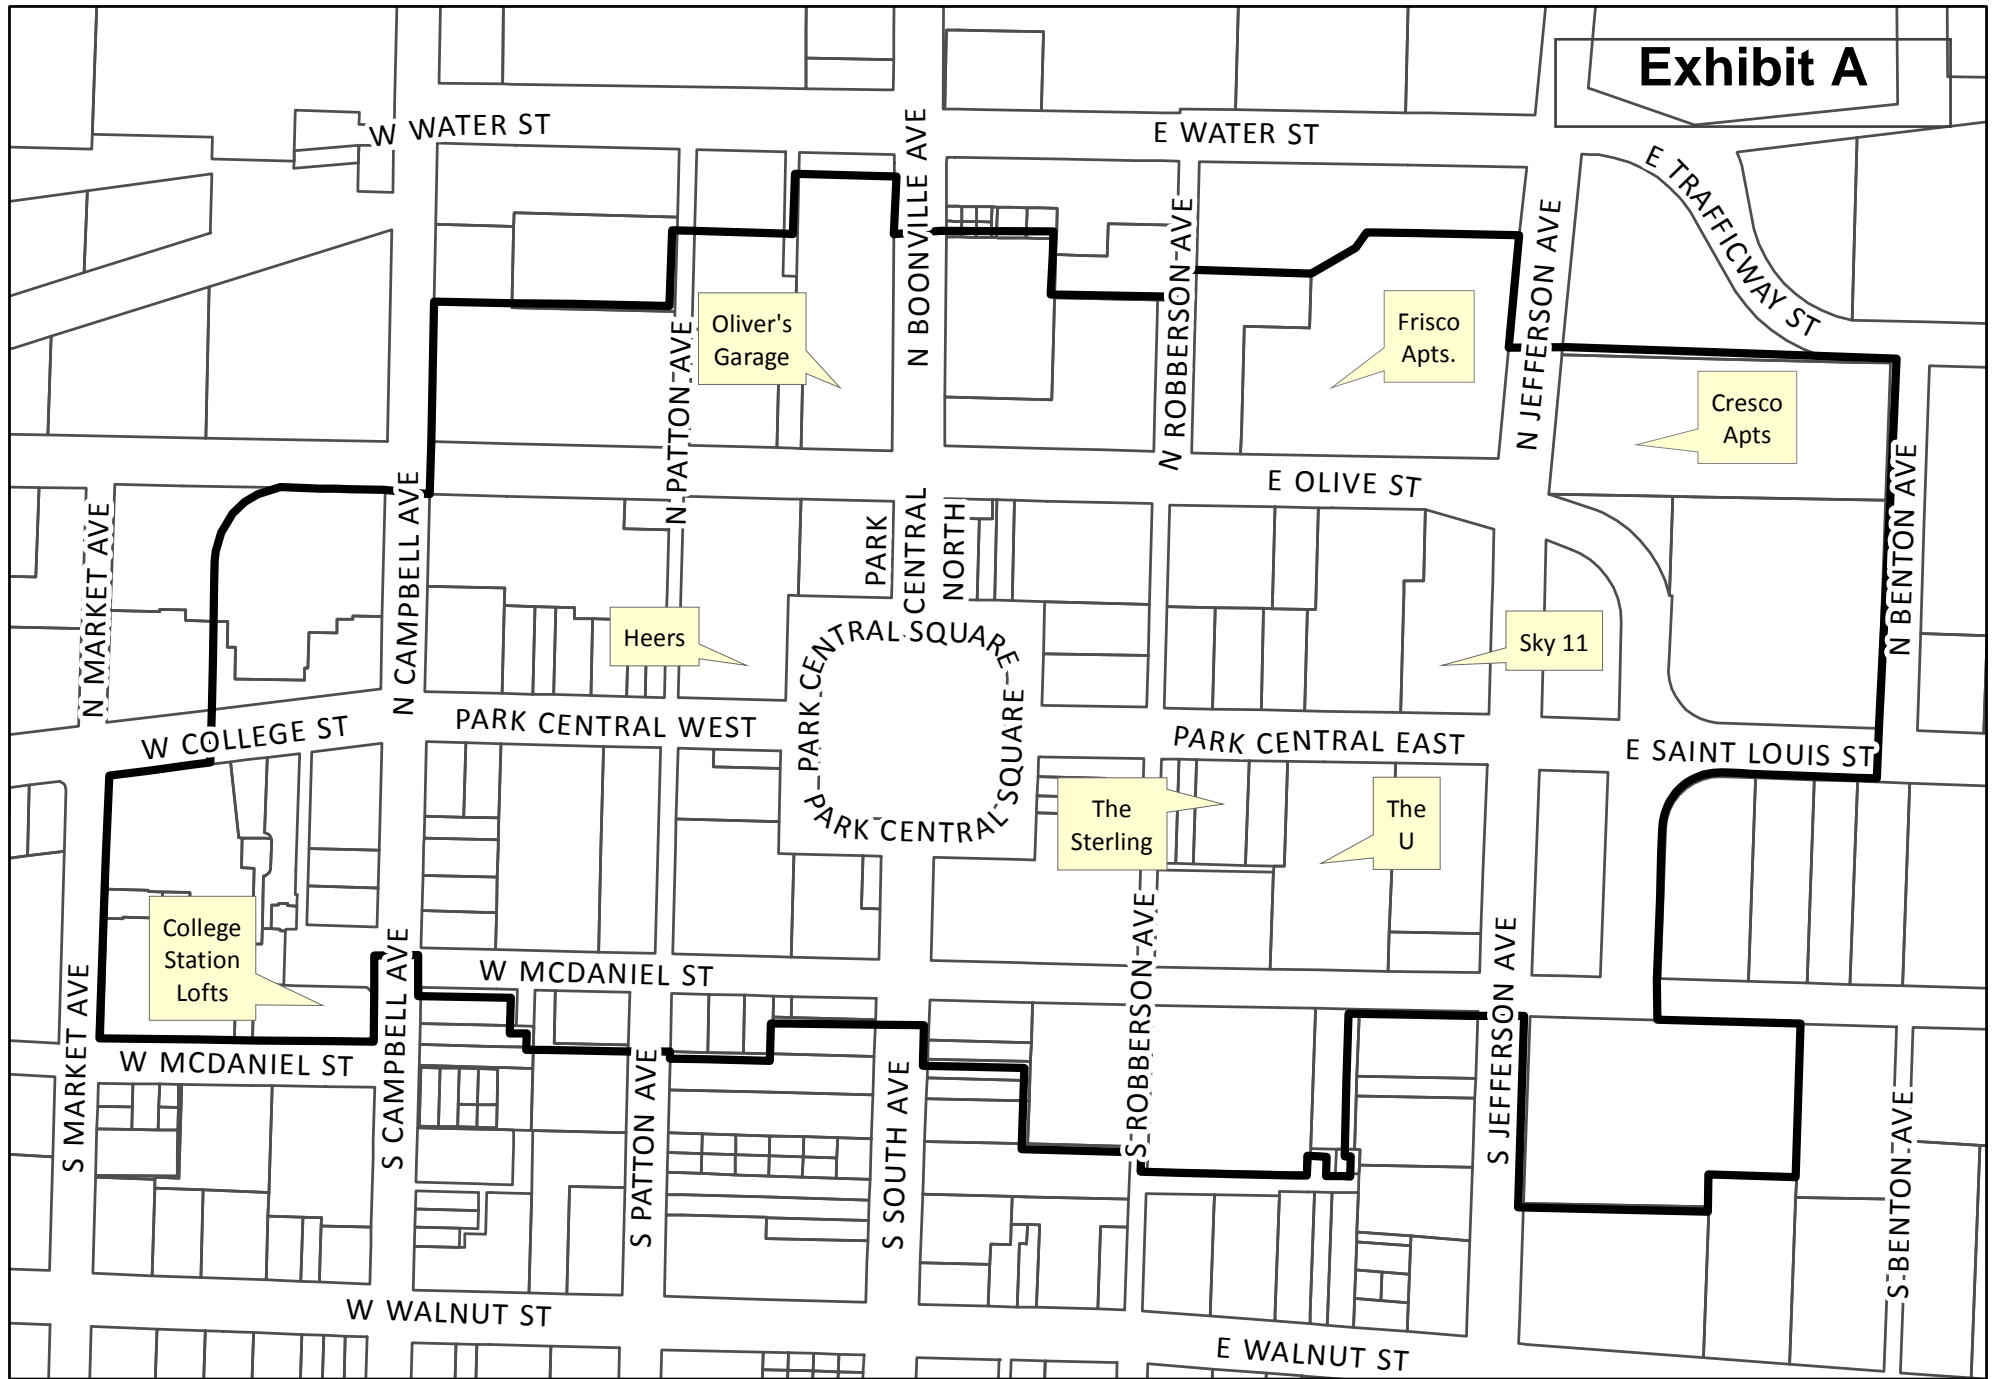 Exhibit A
W WATER ST
E WATER ST
E TRAFFICWAY ST
N BOONVILLE AVE
N ROBBERSON AVE
N JEFFERSON AVE
Oliver's
Garage
Frisco
Apts.
N PATTON AVE
Cresco
Apts
N CAMPBELL AVE
E OLIVE ST
N MARKET AVE
PARK
CENTRAL
NORTH
N BENTON AVE
Heers
PARK CENTRAL SQUARE
Sky 11
W COLLEGE ST
PARK CENTRAL WEST
PARK CENTRAL SQUARE
PARK CENTRAL EAST
E SAINT LOUIS ST
The
Sterling
The
U
College
Station
Lofts
S MARKET AVE
W MCDANIEL ST
S CAMPBELL AVE
W MCDANIEL ST
S PATTON AVE
S SOUTH AVE
S ROBBERSON AVE
S JEFFERSON AVE
S BENTON AVE
W WALNUT ST
E WALNUT ST